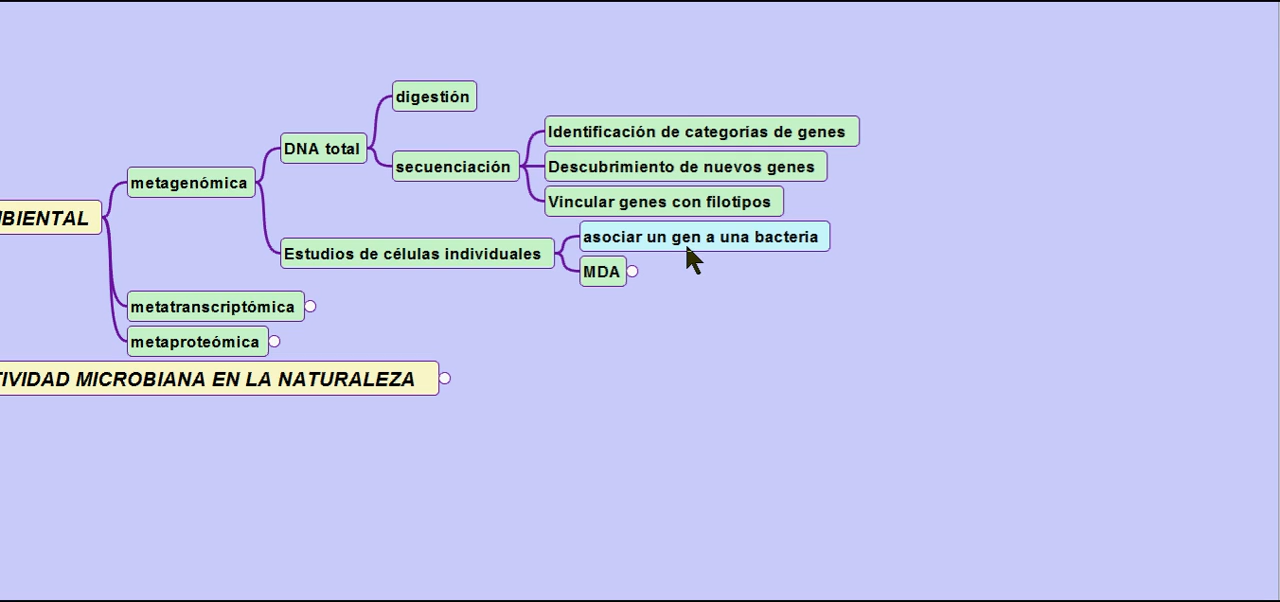 digestión
DNA total
Identificación de categorías de genes
secuenciación
Descubrimiento de nuevos genes
metagenómica
Vincular genes con filotipos
BIENTAL
asociar un gen a una bacteria
Estudios de células individuales
MDA
metatranscriptómica
metaproteómica
TIVIDAD MICROBIANA EN LA NATURALEZA